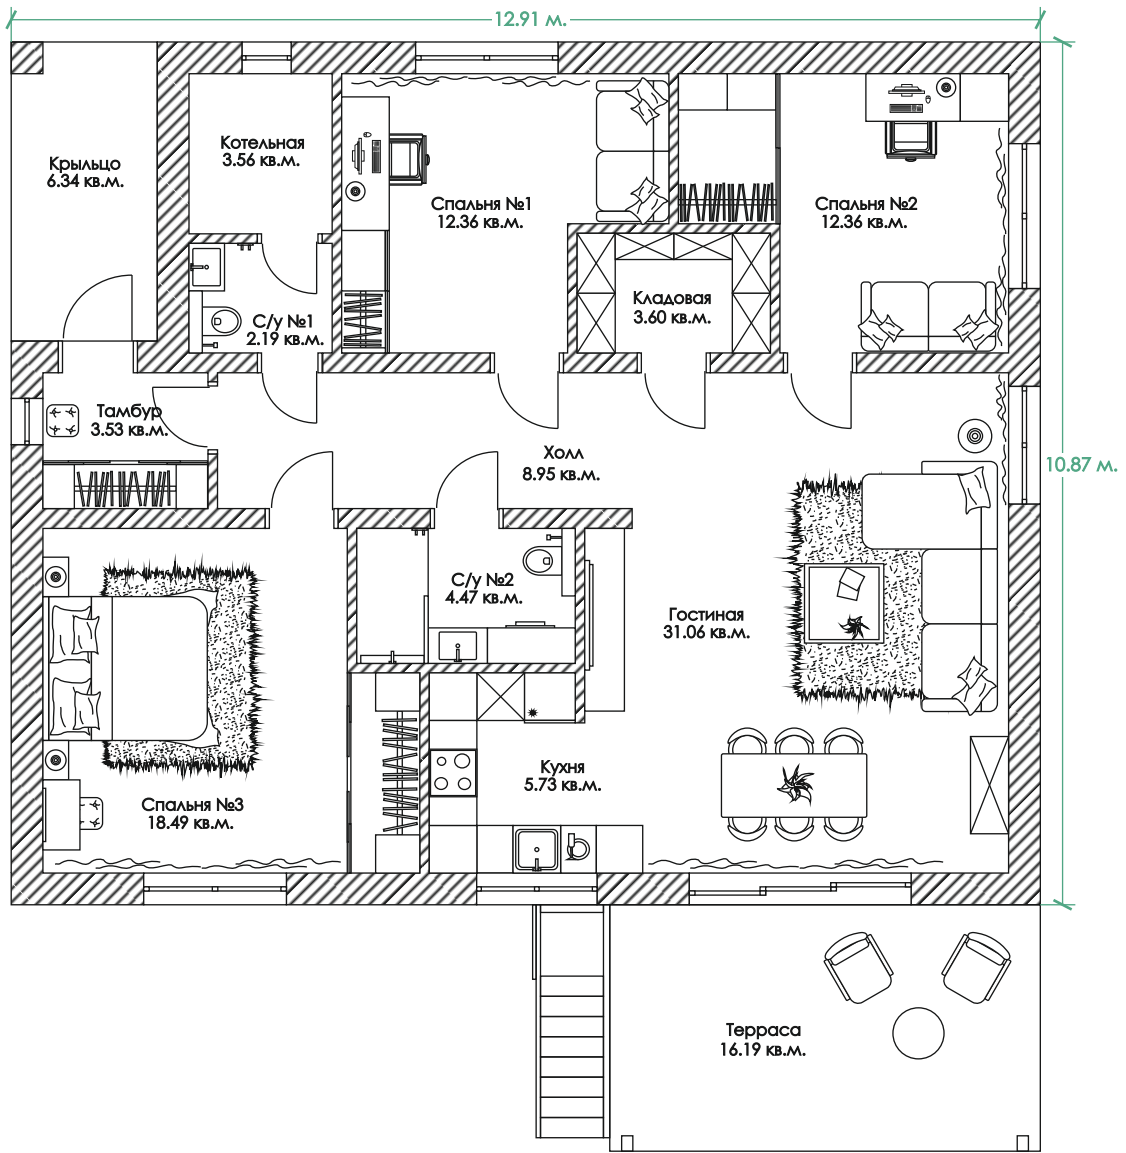 12.91 м.
Крыльцо
6.34 кв.м.
Котельная
3.56 кв.м.
Спальня №1
12.36 кв.м.
Спальня №2
12.36 кв.м.
С/у №1
2.19 кв.м.
Кладовая
3.60 кв.м.
Тамбур
3.53 кв.м.
Холл
8.95 кв.м.
10.87 м.
С/у №2
4.47 кв.м.
Гостиная
31.06 кв.м.
Спальня №3
18.49 кв.м.
Кухня
5.73 кв.м.
Терраса
16.19 кв.м.